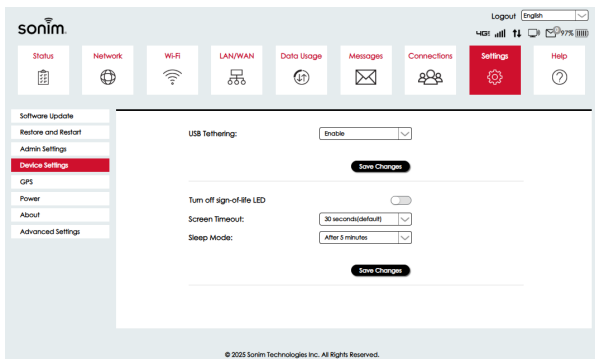 Logout English
sonim
4G 97%
Status Network Wi-Fi LAN/WAN Data Usage Messages Connections Settings Help
Software Update
Restore and Restart
Admin Settings
Device Settings
GPS
Power
About
Advanced Settings
USB Tethering: Enable
Save Changes
Turn off sign-of-life LED
Screen Timeout: 30 seconds(default)
Sleep Mode: After 5 minutes
Save Changes
© 2025 Sonim Technologies Inc. All Rights Reserved.